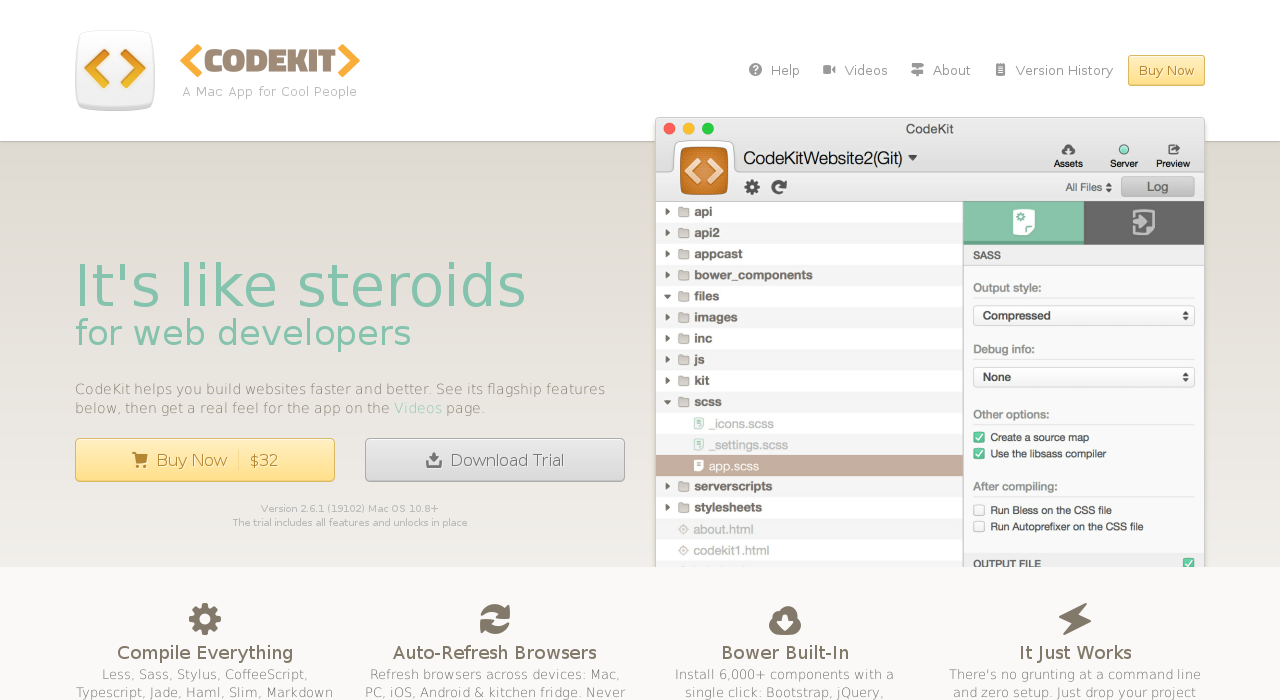 CODEKIT
A Mac App for Cool People
Help
Videos
About
Version History
Buy Now
It's like steroids
for web developers
CodeKit helps you build websites faster and better. See its flagship features
below, then get a real feel for the app on the Videos page.
Buy Now $32
Download Trial
Version 2.6.1 (19102) Mac OS 10.8+
The trial includes all features and unlocks in place
CodeKit
CodeKitWebsite2(Git)
Assets
Server
Preview
All Files
Log
api
api2
appcast
bower_components
files
images
inc
js
kit
scss
_icons.scss
_settings.scss
app.scss
serverscripts
stylesheets
about.html
codekit1.html
SASS
Output style:
Compressed
Debug info:
None
Other options:
Create a source map
Use the libsass compiler
After compiling:
Run Bless on the CSS file
Run Autoprefixer on the CSS file
OUTPUT FILE
Compile Everything
Less, Sass, Stylus, CoffeeScript,
Typescript, Jade, Haml, Slim, Markdown
Auto-Refresh Browsers
Refresh browsers across devices: Mac,
PC, iOS, Android & kitchen fridge. Never
Bower Built-In
Install 6,000+ components with a
single click: Bootstrap, jQuery,
It Just Works
There's no grunting at a command line
and zero setup. Just drop your project